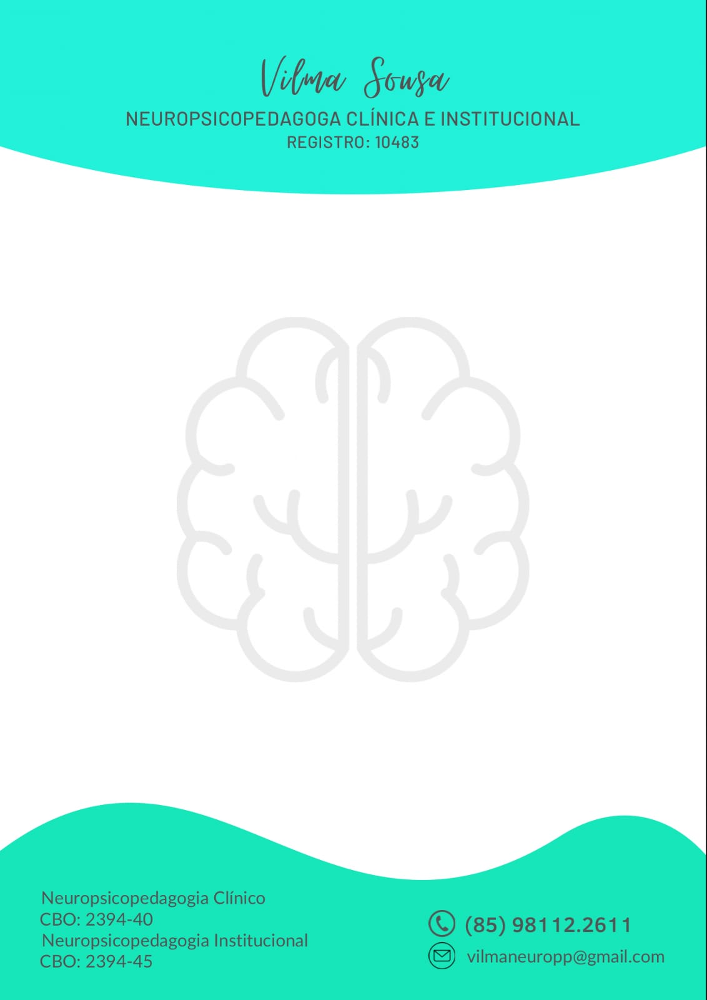 Vilma Sousa
NEUROPSICOPEDAGOGA CLÍNICA E INSTITUCIONAL
REGISTRO: 10483
Neuropsicopedagogia Clínico
CBO: 2394-40
Neuropsicopedagogia Institucional
CBO: 2394-45
(85) 98112.2611
vilmaneuropp@gmail.com